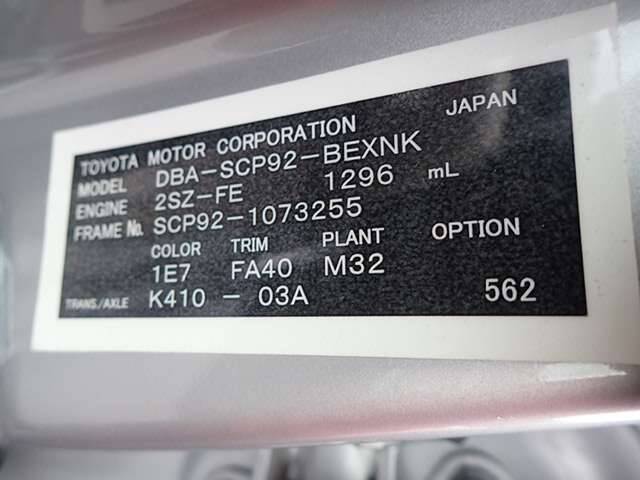 JAPAN
TOYOTA MOTOR CORPORATION
MODEL DBA-SCP92-BEXNK
ENGINE 2SZ-FE 1296 mL
FRAME No. SCP92-1073255
COLOR TRIM PLANT OPTION
1E7 FA40 M32
TRANS./AXLE K410 - 03A 562